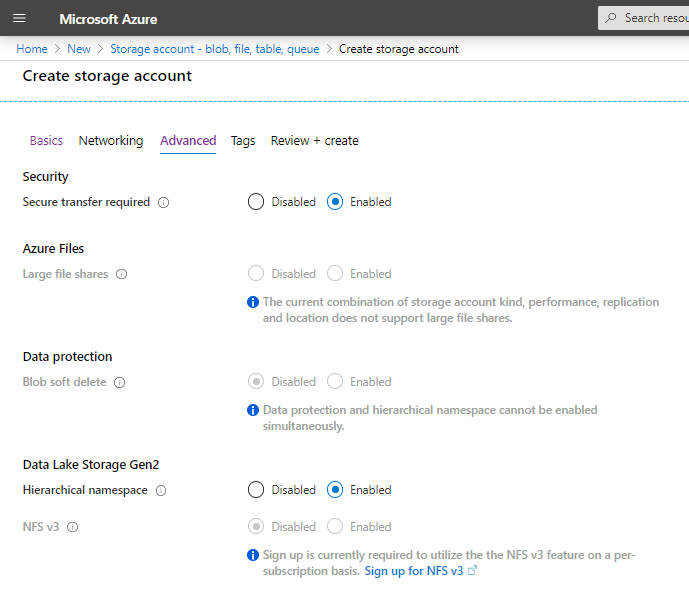 Microsoft Azure
Search resou
Home > New > Storage account - blob, file, table, queue > Create storage account
Create storage account
Basics Networking Advanced Tags Review + create
Security
Secure transfer required Disabled Enabled
Azure Files
Large file shares Disabled Enabled
The current combination of storage account kind, performance, replication
and location does not support large file shares.
Data protection
Blob soft delete Disabled Enabled
Data protection and hierarchical namespace cannot be enabled
simultaneously.
Data Lake Storage Gen2
Hierarchical namespace Disabled Enabled
NFS v3 Disabled Enabled
Sign up is currently required to utilize the the NFS v3 feature on a per-
subscription basis. Sign up for NFS v3